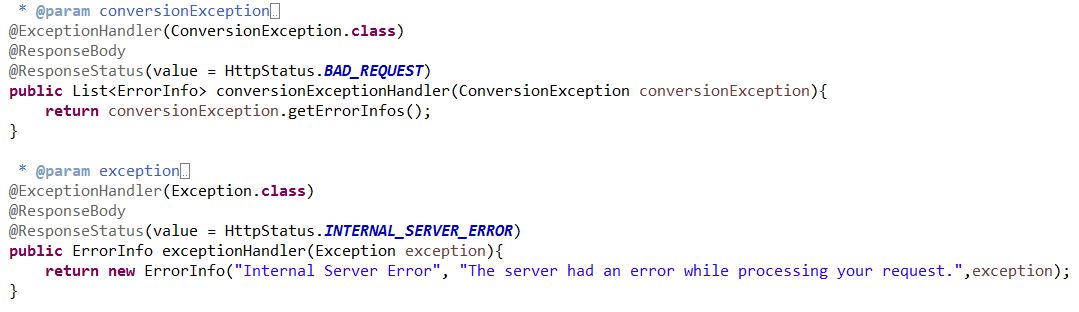 * @param conversionException..
@ExceptionHandler(ConversionException.class)
@ResponseBody
@ResponseStatus(value = HttpStatus.BAD_REQUEST)
public List<ErrorInfo> conversionExceptionHandler(ConversionException conversionException){
    return conversionException.getErrorInfos();
}
* @param exception..
@ExceptionHandler(Exception.class)
@ResponseBody
@ResponseStatus(value = HttpStatus.INTERNAL_SERVER_ERROR)
public ErrorInfo exceptionHandler(Exception exception){
    return new ErrorInfo("Internal Server Error", "The server had an error while processing your request.",exception);
}